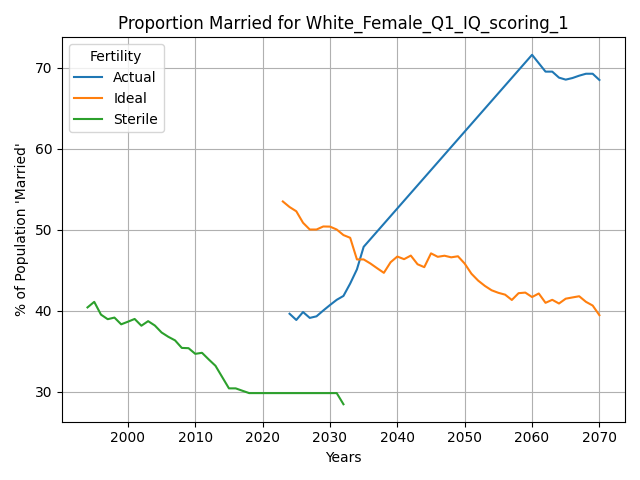 Proportion Married for White_Female_Q1_IQ_scoring_1
Fertility
Actual
Ideal
Sterile
% of Population 'Married'
70
60
50
40
30
2000
2010
2020
2030
2040
2050
2060
2070
Years